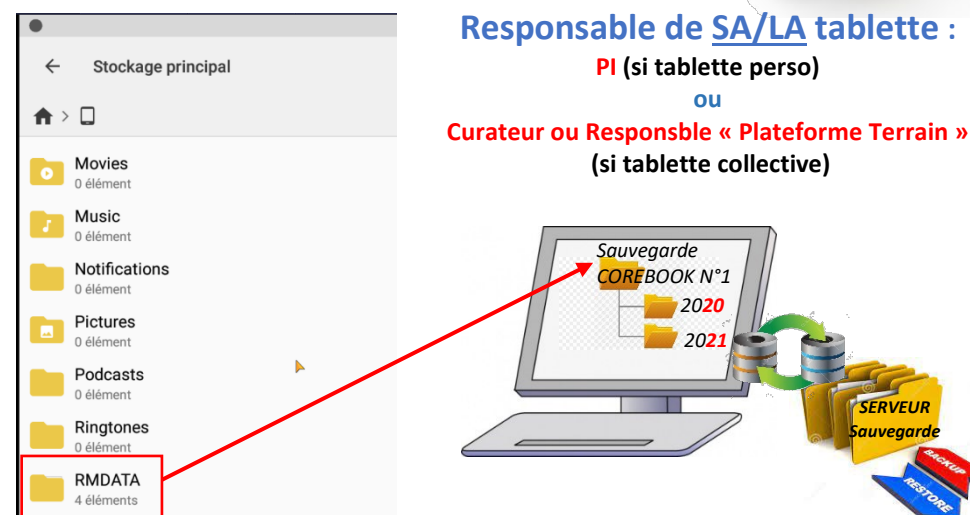 Stockage principal
Movies
0 élément
Music
0 élément
Notifications
0 élément
Pictures
0 élément
Podcasts
0 élément
Ringtones
0 élément
RMDATA
4 éléments
Responsable de SA/LA tablette :
PI (si tablette perso)
ou
Curateur ou Responsble « Plateforme Terrain »
(si tablette collective)
Sauvegarde
COREBOOK N°1
2020
2021
SERVEUR
Sauvegarde
BACKUP
RESTORE